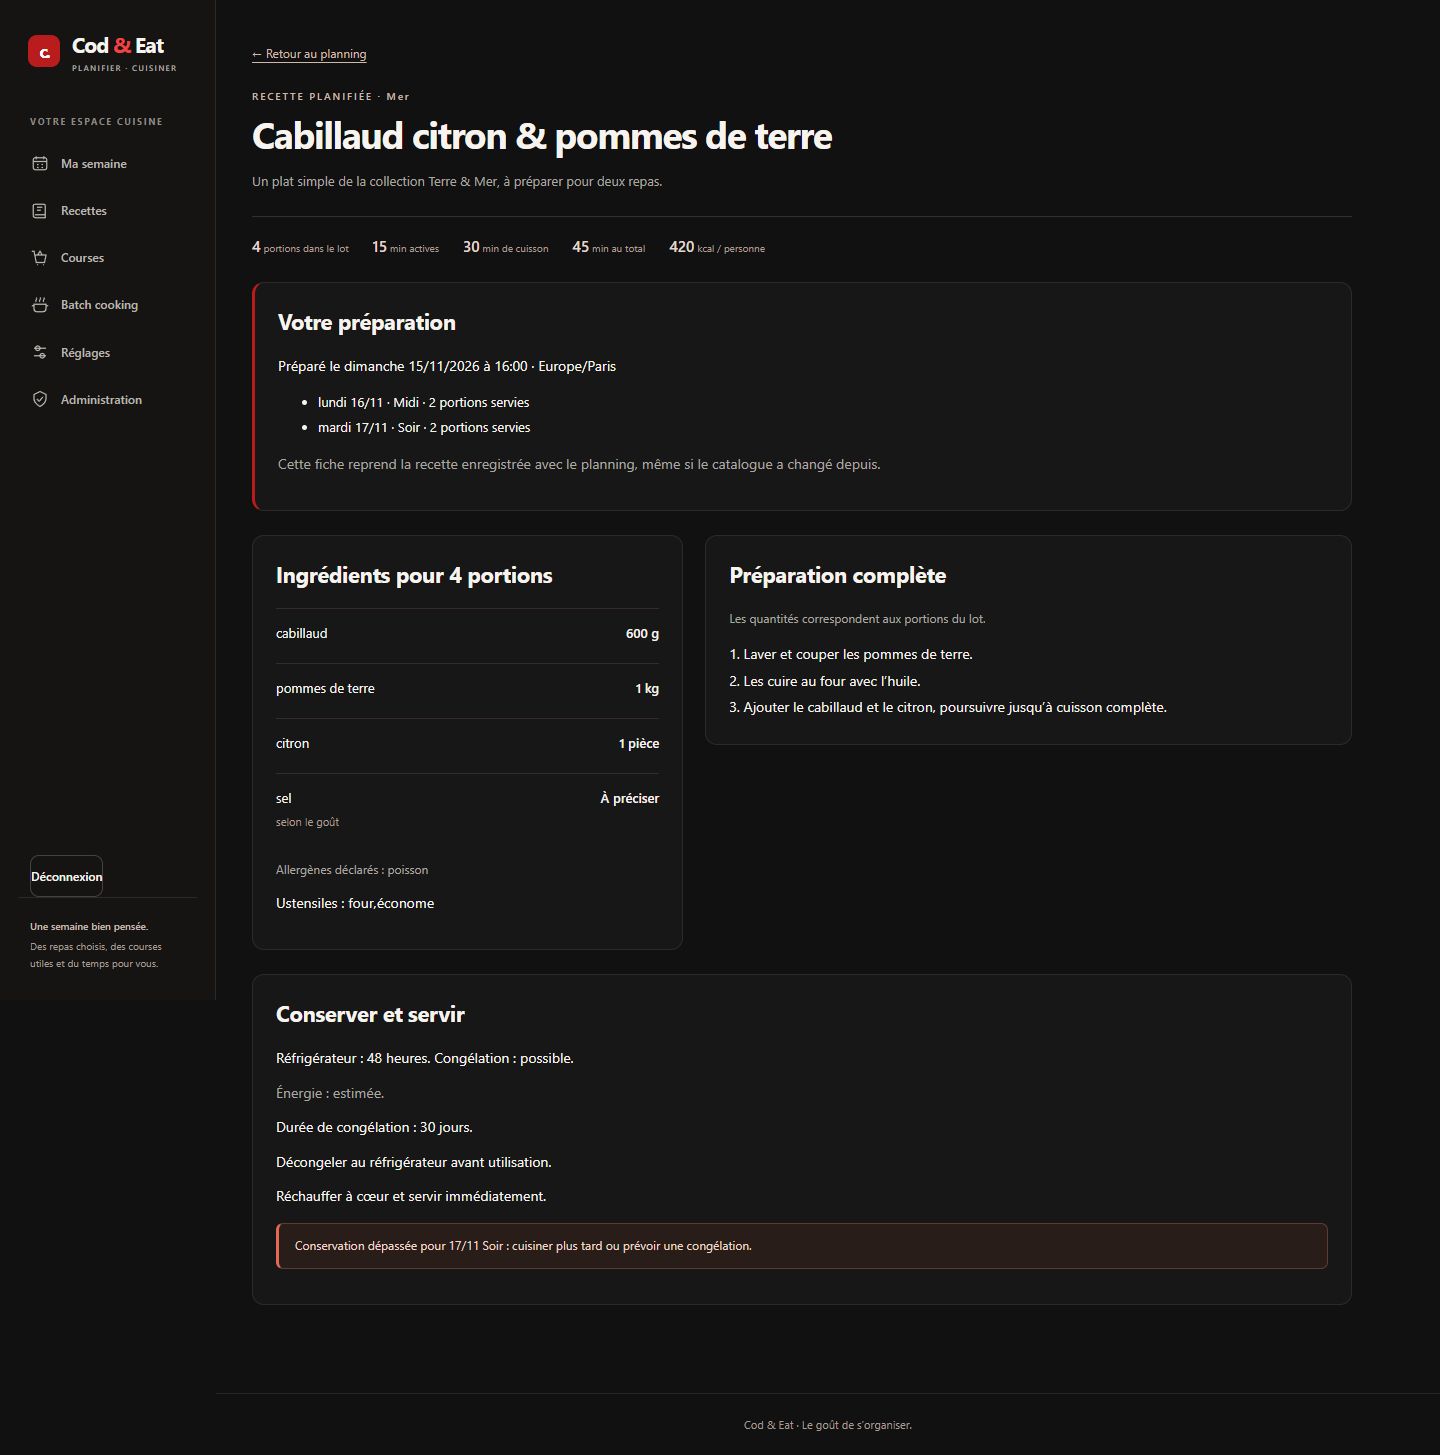 c.
Cod & Eat
PLANIFIER · CUISINER
VOTRE ESPACE CUISINE
Ma semaine
Recettes
Courses
Batch cooking
Réglages
Administration
Déconnexion
Une semaine bien pensée.
Des repas choisis, des courses
utiles et du temps pour vous.
← Retour au planning
RECETTE PLANIFIÉE · Mer
Cabillaud citron & pommes de terre
Un plat simple de la collection Terre & Mer, à préparer pour deux repas.
4 portions dans le lot 15 min actives 30 min de cuisson 45 min au total 420 kcal / personne
Votre préparation
Préparé le dimanche 15/11/2026 à 16:00 · Europe/Paris
• lundi 16/11 · Midi · 2 portions servies
• mardi 17/11 · Soir · 2 portions servies
Cette fiche reprend la recette enregistrée avec le planning, même si le catalogue a changé depuis.
Ingrédients pour 4 portions
cabillaud 600 g
pommes de terre 1 kg
citron 1 pièce
sel À préciser
selon le goût
Allergènes déclarés : poisson
Ustensiles : four,économe
Préparation complète
Les quantités correspondent aux portions du lot.
1. Laver et couper les pommes de terre.
2. Les cuire au four avec l’huile.
3. Ajouter le cabillaud et le citron, poursuivre jusqu’à cuisson complète.
Conserver et servir
Réfrigérateur : 48 heures. Congélation : possible.
Énergie : estimée.
Durée de congélation : 30 jours.
Décongeler au réfrigérateur avant utilisation.
Réchauffer à cœur et servir immédiatement.
Conservation dépassée pour 17/11 Soir : cuisiner plus tard ou prévoir une congélation.
Cod & Eat · Le goût de s’organiser.